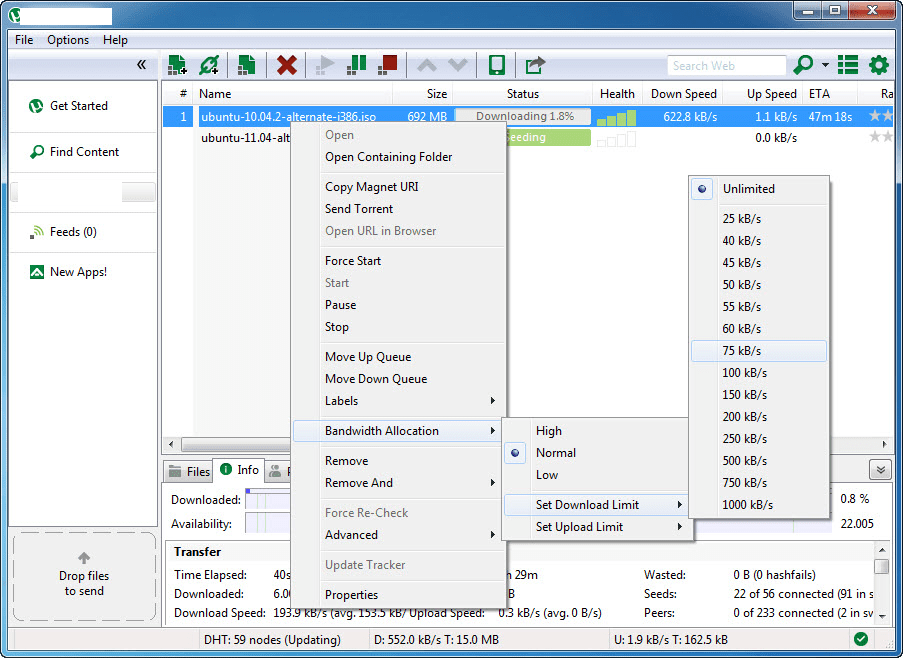 File Options Help
Search Web
Get Started
Find Content
Feeds (0)
New Apps!
Drop files
to send
# Name Size Status Health Down Speed Up Speed ETA Ra
1 ubuntu-10.04.2-alternate-i386.iso 692 MB Downloading 1.8% 622.8 kB/s 1.1 kB/s 47m 18s
ubuntu-11.04-alt eeding 0.0 kB/s
Open
Open Containing Folder
Copy Magnet URI
Send Torrent
Open URL in Browser
Force Start
Start
Pause
Stop
Move Up Queue
Move Down Queue
Labels
Bandwidth Allocation
Remove
Remove And
Force Re-Check
Advanced
Update Tracker
Properties
High
Normal
Low
Set Download Limit
Set Upload Limit
Unlimited
25 kB/s
40 kB/s
45 kB/s
50 kB/s
55 kB/s
60 kB/s
75 kB/s
100 kB/s
150 kB/s
200 kB/s
250 kB/s
500 kB/s
750 kB/s
1000 kB/s
Files Info
Downloaded: 0.8 %
Availability: 22.005
Transfer
Time Elapsed: 40s h 29m Wasted: 0 B (0 hashfails)
Downloaded: 6.00 Seeds: 22 of 56 connected (91 in s
Download Speed: 193.9 kB/s (avg. 153.5 kB/ Upload Speed: 0.3 kB/s (avg. 0 B/s) Peers: 0 of 233 connected (2 in sw
DHT: 59 nodes (Updating) D: 552.0 kB/s T: 15.0 MB U: 1.9 kB/s T: 162.5 kB